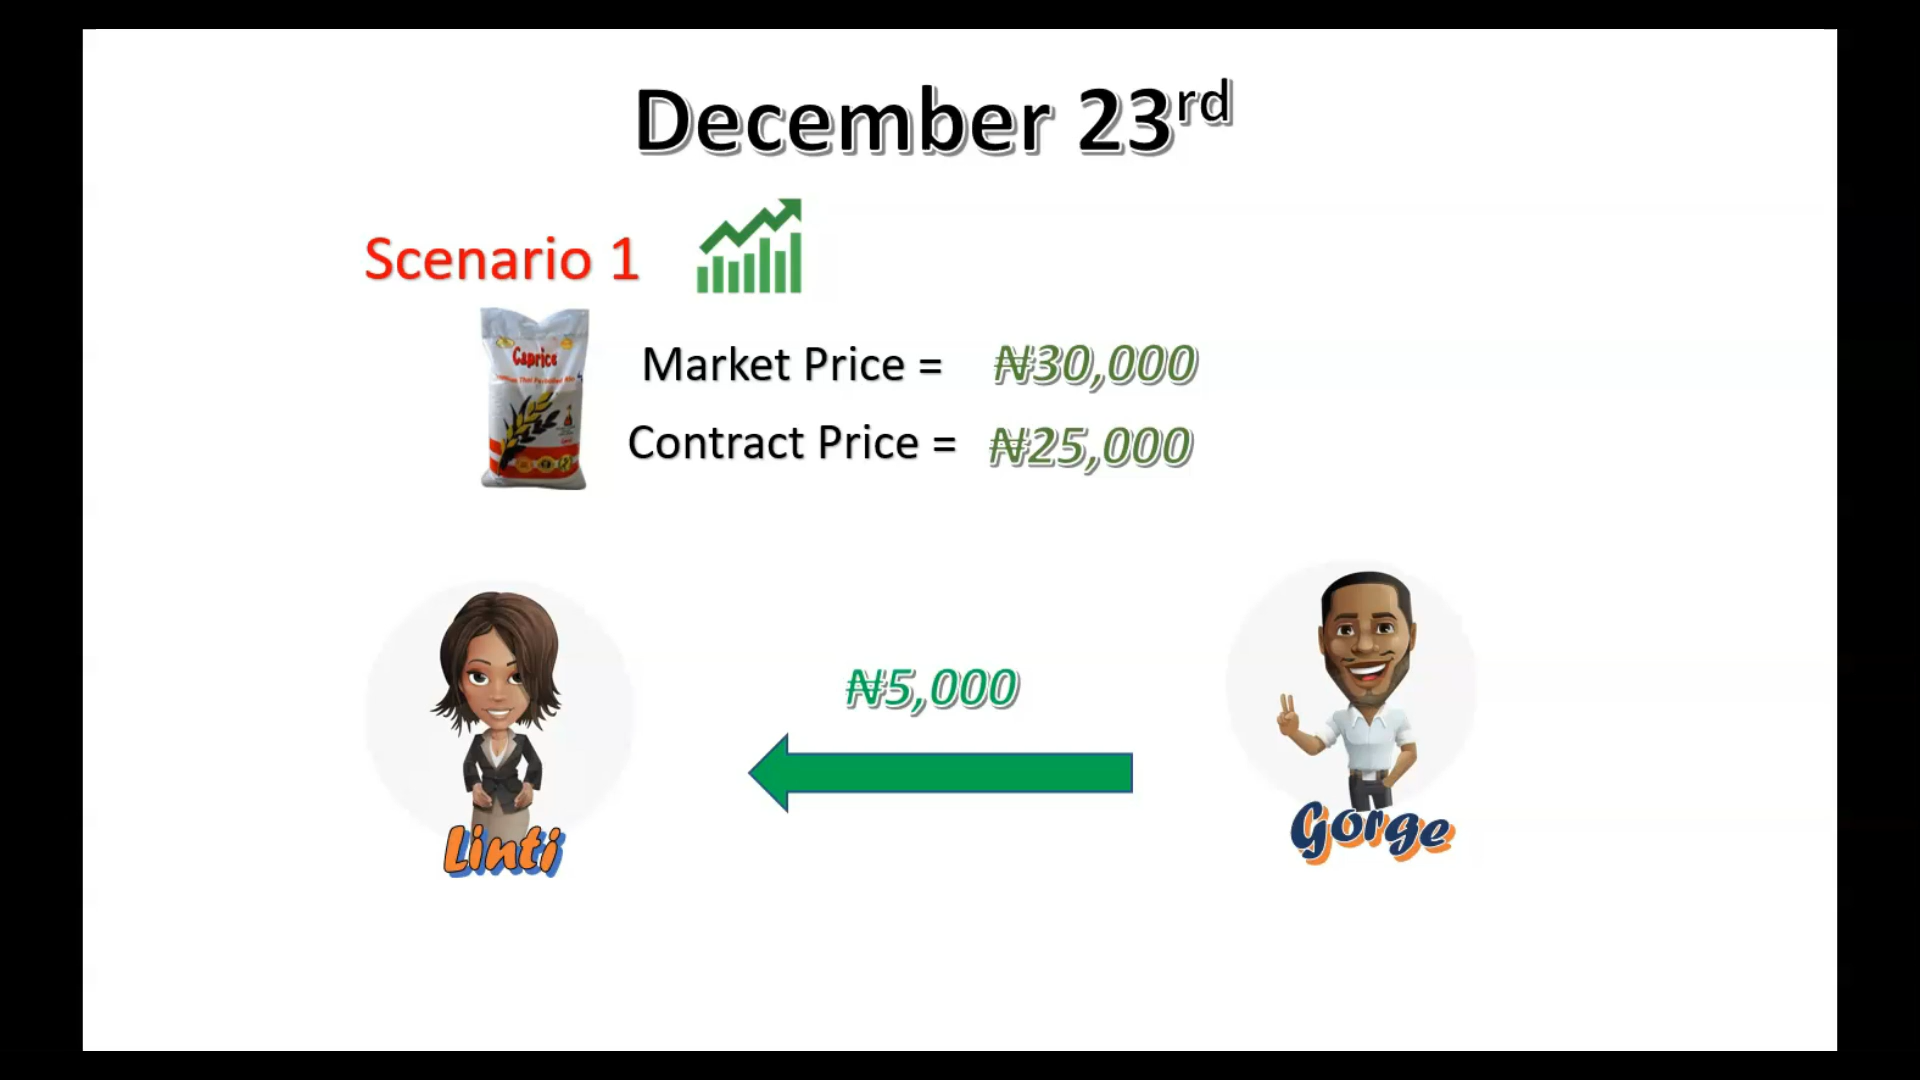 December 23rd
Scenario 1
Caprice
Market Price = ₦30,000
Contract Price = ₦25,000
₦5,000
Linti
Gorge